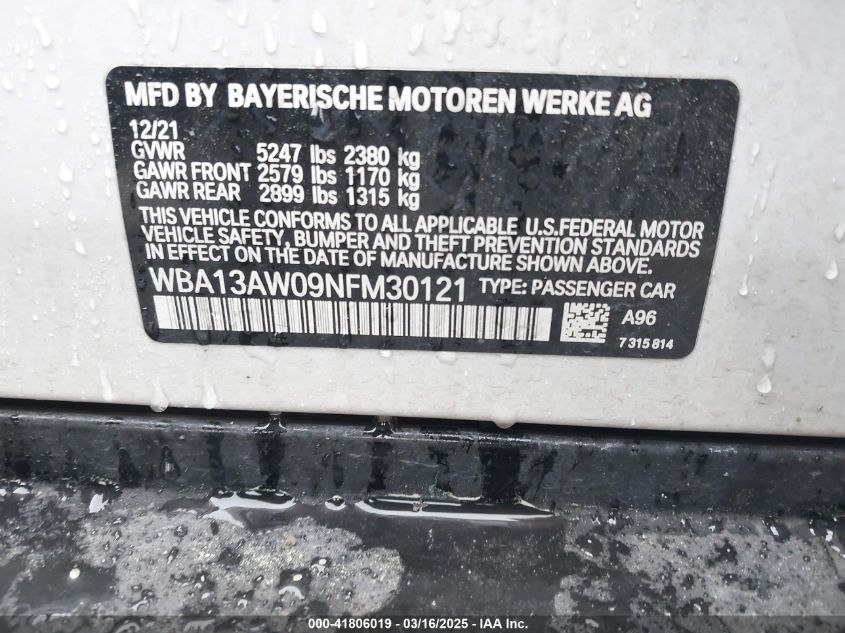 MFD BY BAYERISCHE MOTOREN WERKE AG
12/21
GVWR 5247 lbs 2380 kg
GAWR FRONT 2579 lbs 1170 kg
GAWR REAR 2899 lbs 1315 kg
THIS VEHICLE CONFORMS TO ALL APPLICABLE U.S.FEDERAL MOTOR
VEHICLE SAFETY, BUMPER AND THEFT PREVENTION STANDARDS
IN EFFECT ON THE DATE OF MANUFACTURE SHOWN ABOVE.
WBA13AW09NFM30121 TYPE: PASSENGER CAR
A96
7 315 814
000-41806019 - 03/16/2025 - IAA Inc.